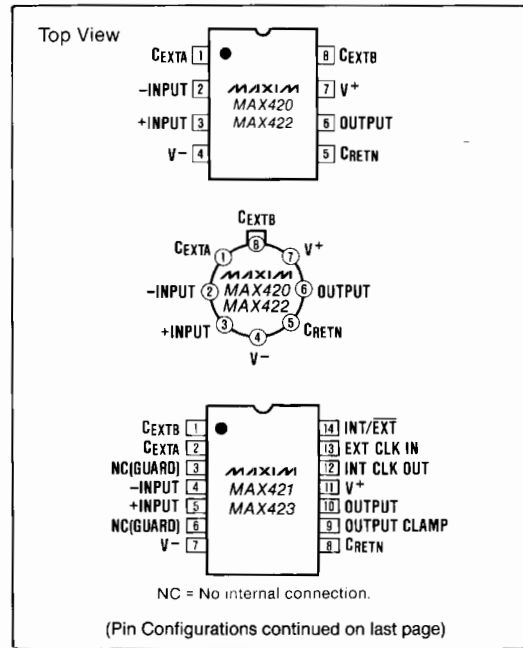 Top View
CEXTA 1 8 CEXTB
-INPUT 2 MAXIM 7 V+
+INPUT 3 MAX420 MAX422 6 OUTPUT
V- 4 5 CRETN
CEXTB
8
CEXTA 1 7 V+
MAXIM
-INPUT 2 MAX420 6 OUTPUT
MAX422
+INPUT 3 5 CRETN
4
V-
CEXTB 1 14 INT/EXT
CEXTA 2 13 EXT CLK IN
NC(GUARD) 3 MAXIM 12 INT CLK OUT
-INPUT 4 MAX421 11 V+
+INPUT 5 MAX423 10 OUTPUT
NC(GUARD) 6 9 OUTPUT CLAMP
V- 7 8 CRETN
NC = No internal connection.
(Pin Configurations continued on last page)